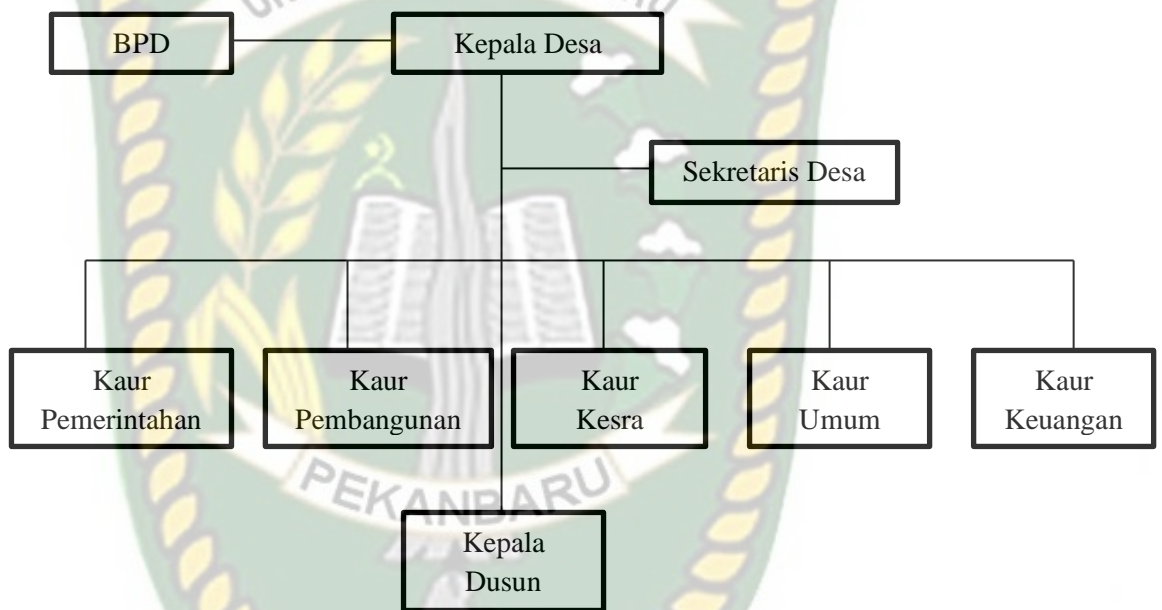 BPD
Kepala Desa
Sekretaris Desa
Kaur
Pemerintahan
Kaur
Pembangunan
Kaur
Kesra
Kaur
Umum
Kaur
Keuangan
PEKANBARU
Kepala
Dusun